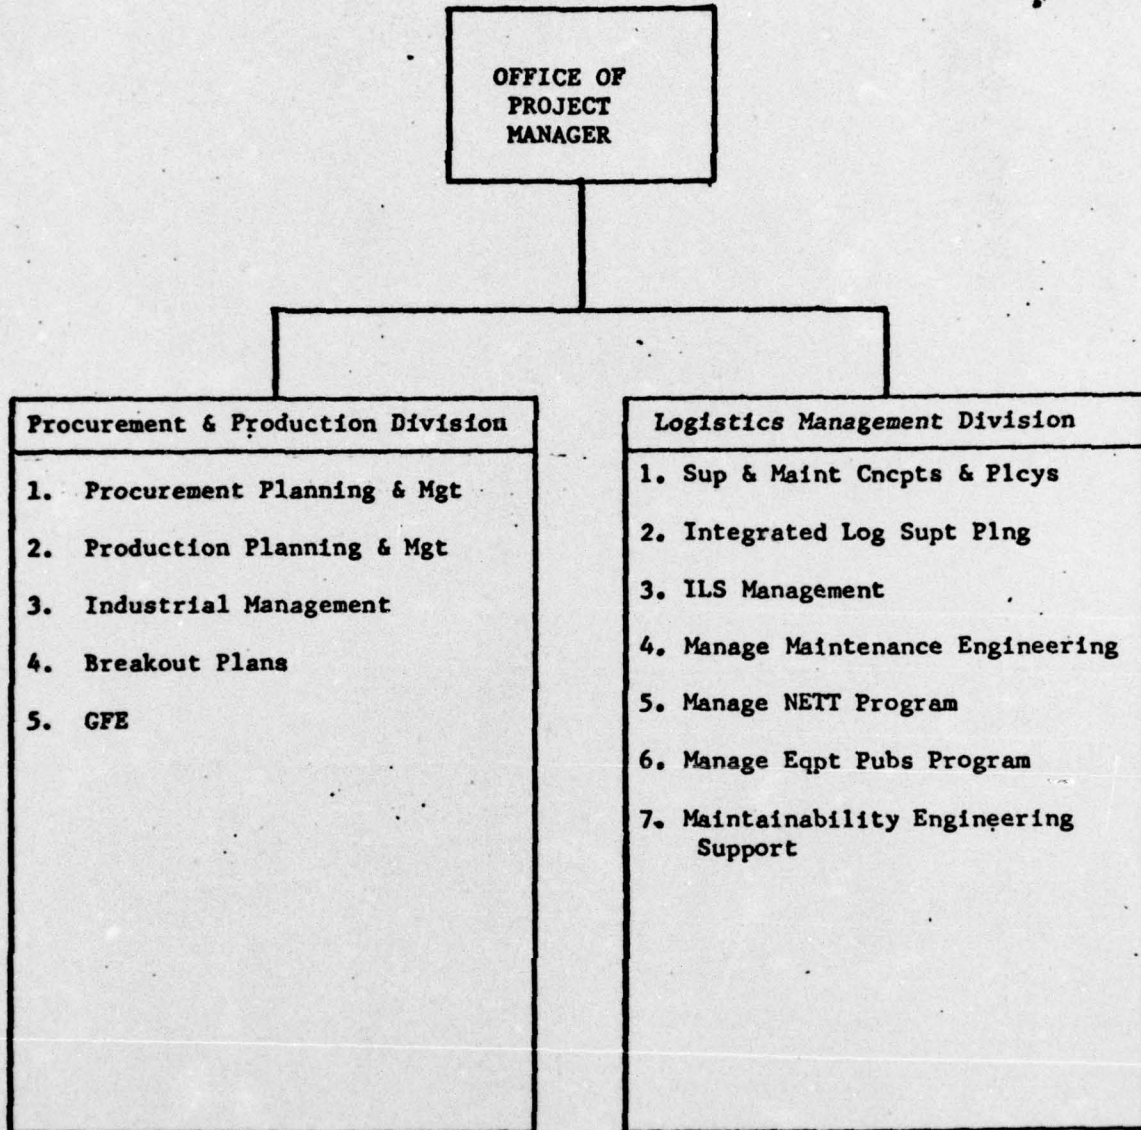 OFFICE OF
PROJECT
MANAGER
Procurement & Production Division
1. Procurement Planning & Mgt
2. Production Planning & Mgt
3. Industrial Management
4. Breakout Plans
5. GFE
Logistics Management Division
1. Sup & Maint Cncpts & Plcys
2. Integrated Log Supt Plng
3. ILS Management
4. Manage Maintenance Engineering
5. Manage NETT Program
6. Manage Eqpt Pubs Program
7. Maintainability Engineering
Support